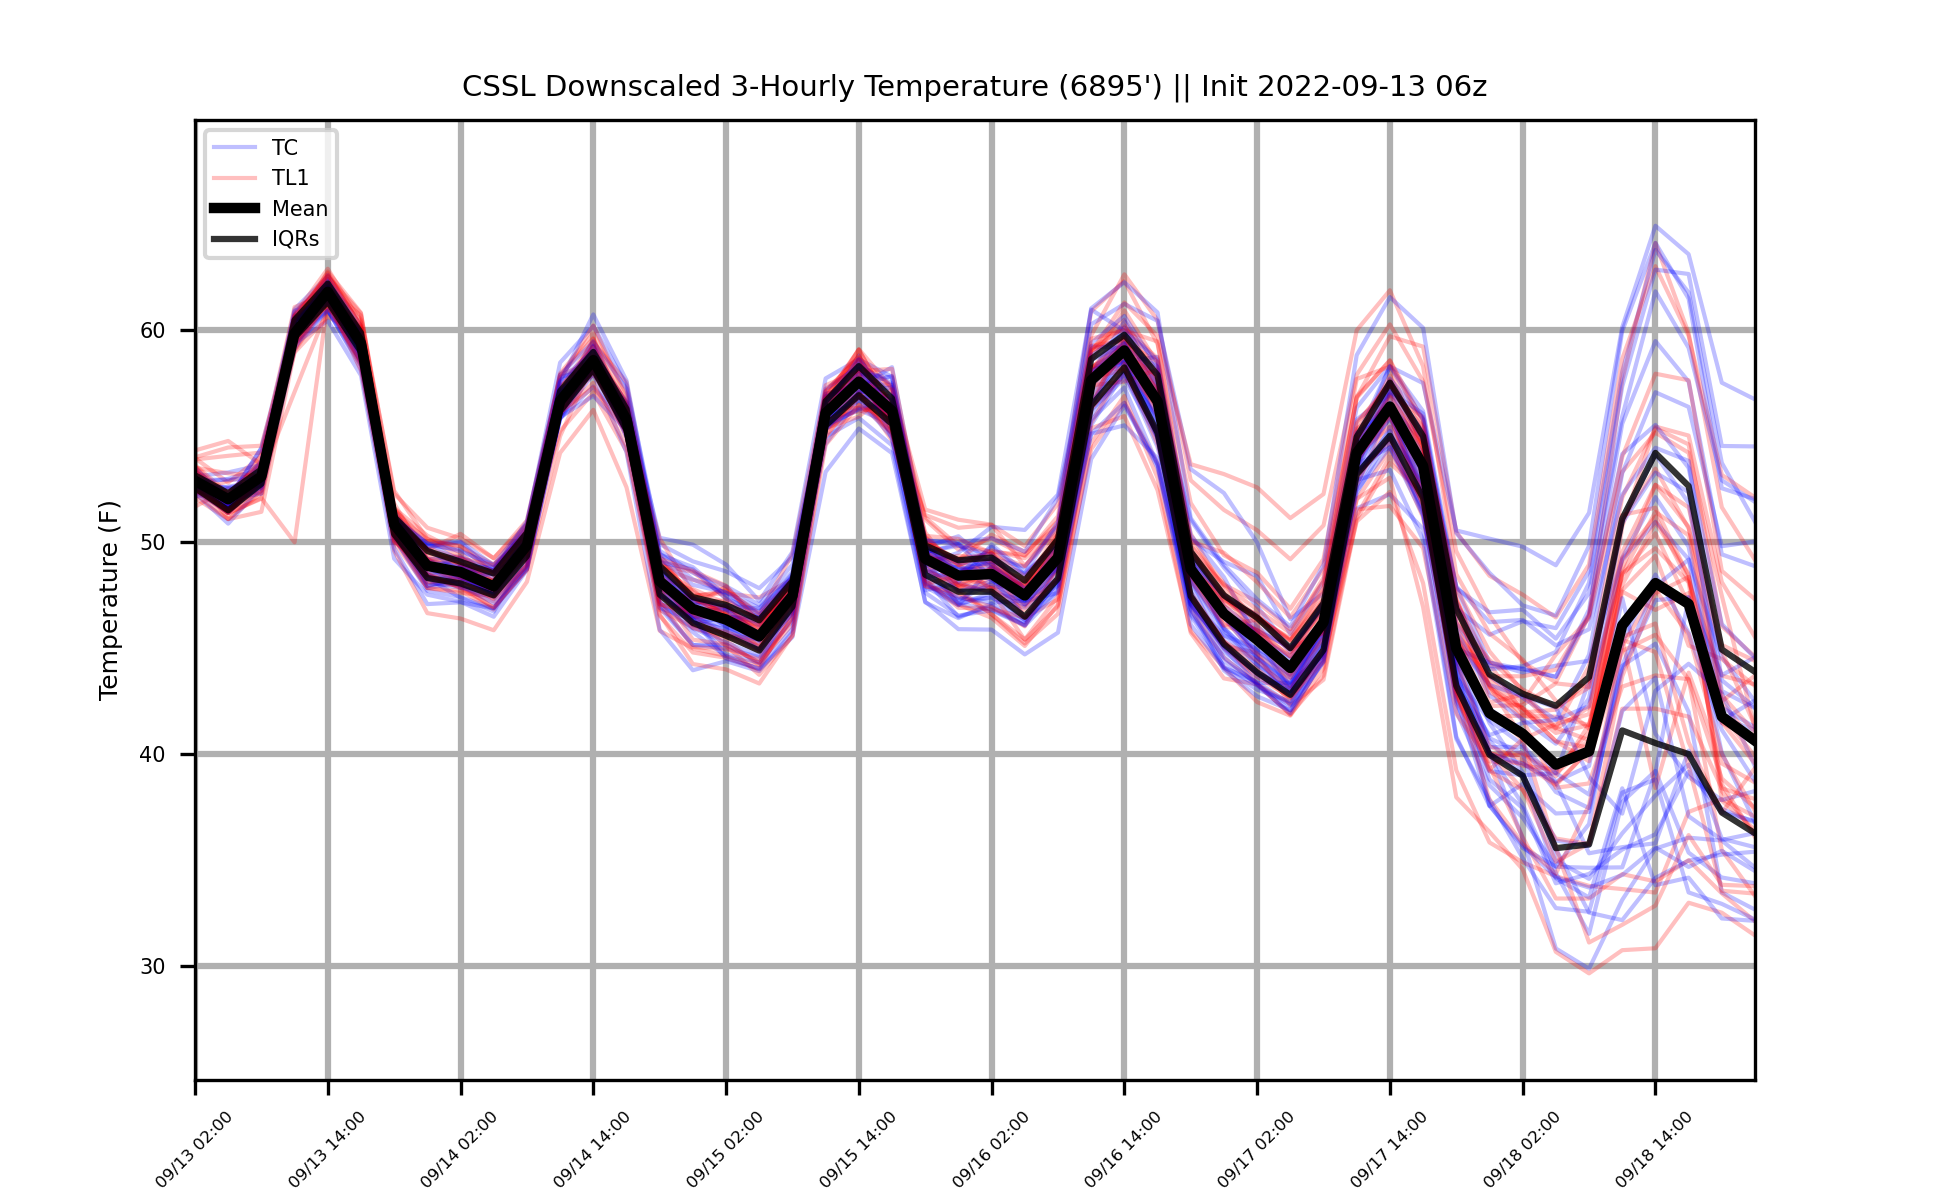 CSSL Downscaled 3-Hourly Temperature (6895') || Init 2022-09-13 06z
TC
TL1
Mean
IQRs
Temperature (F)
60
50
40
30
09/13 02:00
09/13 14:00
09/14 02:00
09/14 14:00
09/15 02:00
09/15 14:00
09/16 02:00
09/16 14:00
09/17 02:00
09/17 14:00
09/18 02:00
09/18 14:00